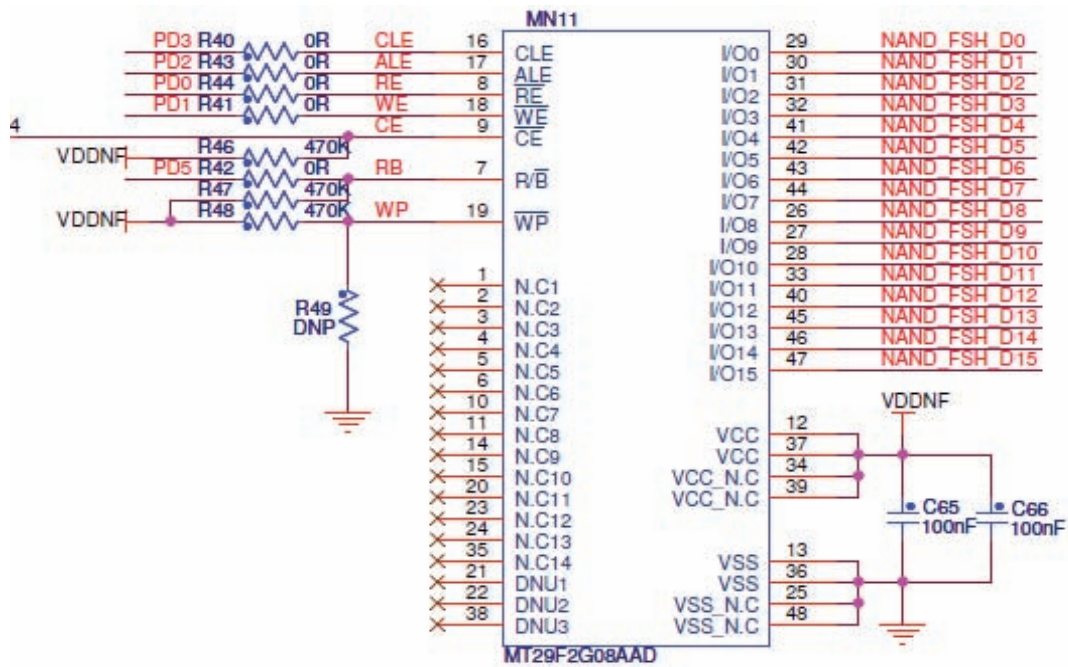 MN11
PD3 R40 0R CLE 16 CLE
PD2 R43 0R ALE 17 ALE
PD0 R44 0R RE 8 RE
PD1 R41 0R WE 18 WE
4 CE 9 CE
VDDNF R46 470K
PD5 R42 0R RB 7 R/B
R47 470K
VDDNF R48 470K WP 19 WP
R49
DNP
1 N.C1
2 N.C2
3 N.C3
4 N.C4
5 N.C5
6 N.C6
10 N.C7
11 N.C8
14 N.C9
15 N.C10
20 N.C11
23 N.C12
24 N.C13
35 N.C14
21 DNU1
22 DNU2
38 DNU3
I/O0 29 NAND_FSH_D0
I/O1 30 NAND_FSH_D1
I/O2 31 NAND_FSH_D2
I/O3 32 NAND_FSH_D3
I/O4 41 NAND_FSH_D4
I/O5 42 NAND_FSH_D5
I/O6 43 NAND_FSH_D6
I/O7 44 NAND_FSH_D7
I/O8 26 NAND_FSH_D8
I/O9 27 NAND_FSH_D9
I/O10 28 NAND_FSH_D10
I/O11 33 NAND_FSH_D11
I/O12 40 NAND_FSH_D12
I/O13 45 NAND_FSH_D13
I/O14 46 NAND_FSH_D14
I/O15 47 NAND_FSH_D15
VDDNF
VCC 12
VCC 37
VCC_N.C 34
VCC_N.C 39
C65
100nF
C66
100nF
VSS 13
VSS 36
VSS_N.C 25
VSS_N.C 48
MT29F2G08AAD